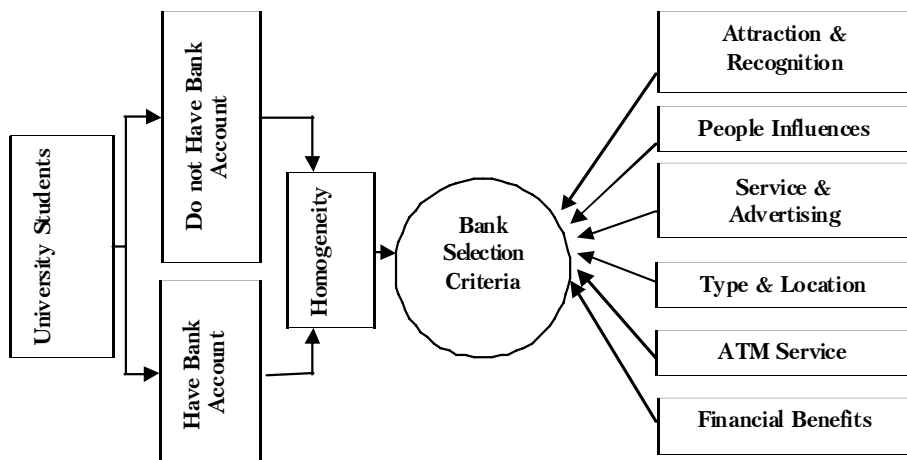 University Students
Do not Have Bank
Account
Have Bank
Account
Homogeneity
Bank
Selection
Criteria
Attraction &
Recognition
People Influences
Service &
Advertising
Type & Location
ATM Service
Financial Benefits